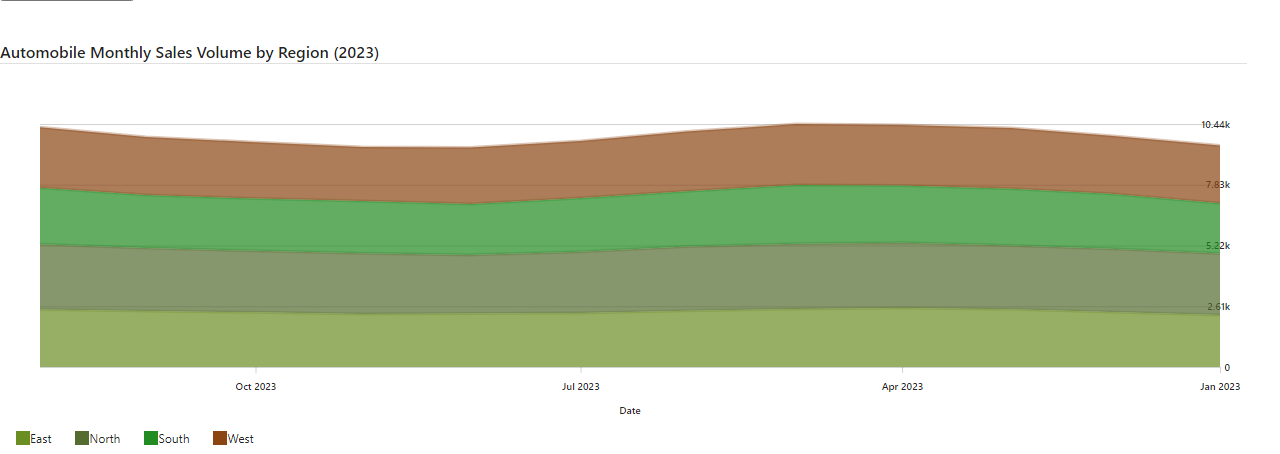 Automobile Monthly Sales Volume by Region (2023)
10.44k
7.83k
5.22k
2.61k
0
Oct 2023 Jul 2023 Apr 2023 Jan 2023
Date
East North South West